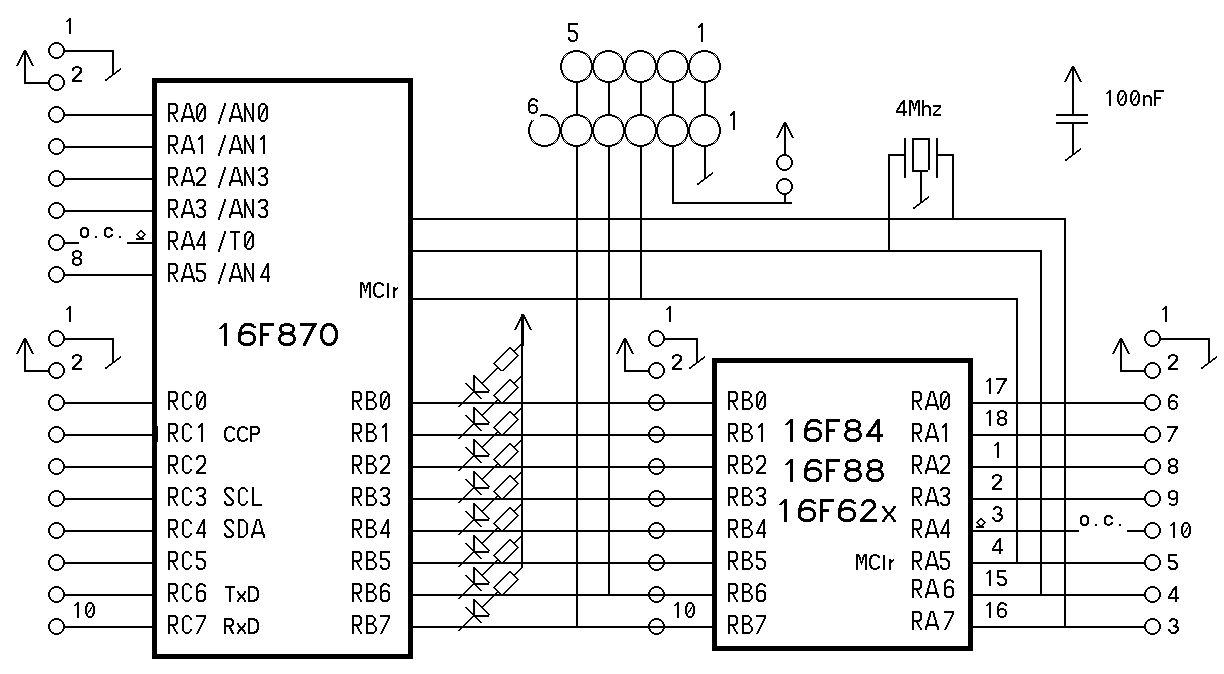 1
2
RA0 /AN0
RA1 /AN1
RA2 /AN3
RA3 /AN3
o.c. RA4 /T0
8
RA5 /AN4
MClr
16F870
1
2
RC0
RC1 CCP
RC2
RC3 SCL
RC4 SDA
RC5
RC6 TxD
10
RC7 RxD
RB0
RB1
RB2
RB3
RB4
RB5
RB6
RB7
5 1
6 1
4Mhz
100nF
1
2
10
RB0
RB1
RB2
RB3
RB4
RB5
RB6
RB7
16F84
16F88
16F62x
MClr
RA0
RA1
RA2
RA3
RA4
RA5
RA6
RA7
17
18
1
2
3
4
15
16
o.c.
1
2
6
7
8
9
10
5
4
3